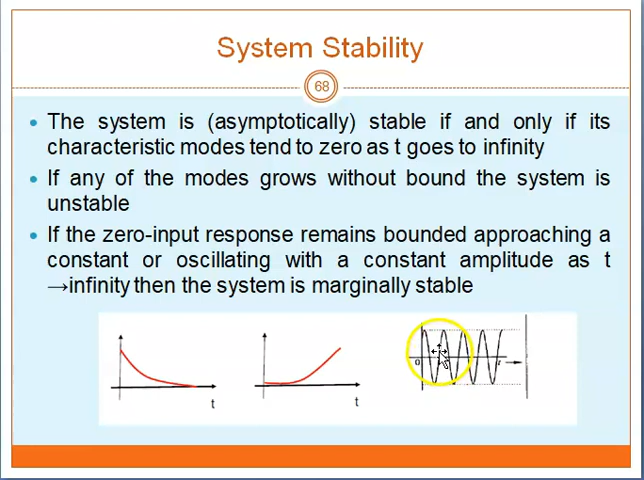 System Stability
68
• The system is (asymptotically) stable if and only if its
characteristic modes tend to zero as t goes to infinity
• If any of the modes grows without bound the system is
unstable
• If the zero-input response remains bounded approaching a
constant or oscillating with a constant amplitude as t
→infinity then the system is marginally stable
t
t
0 t